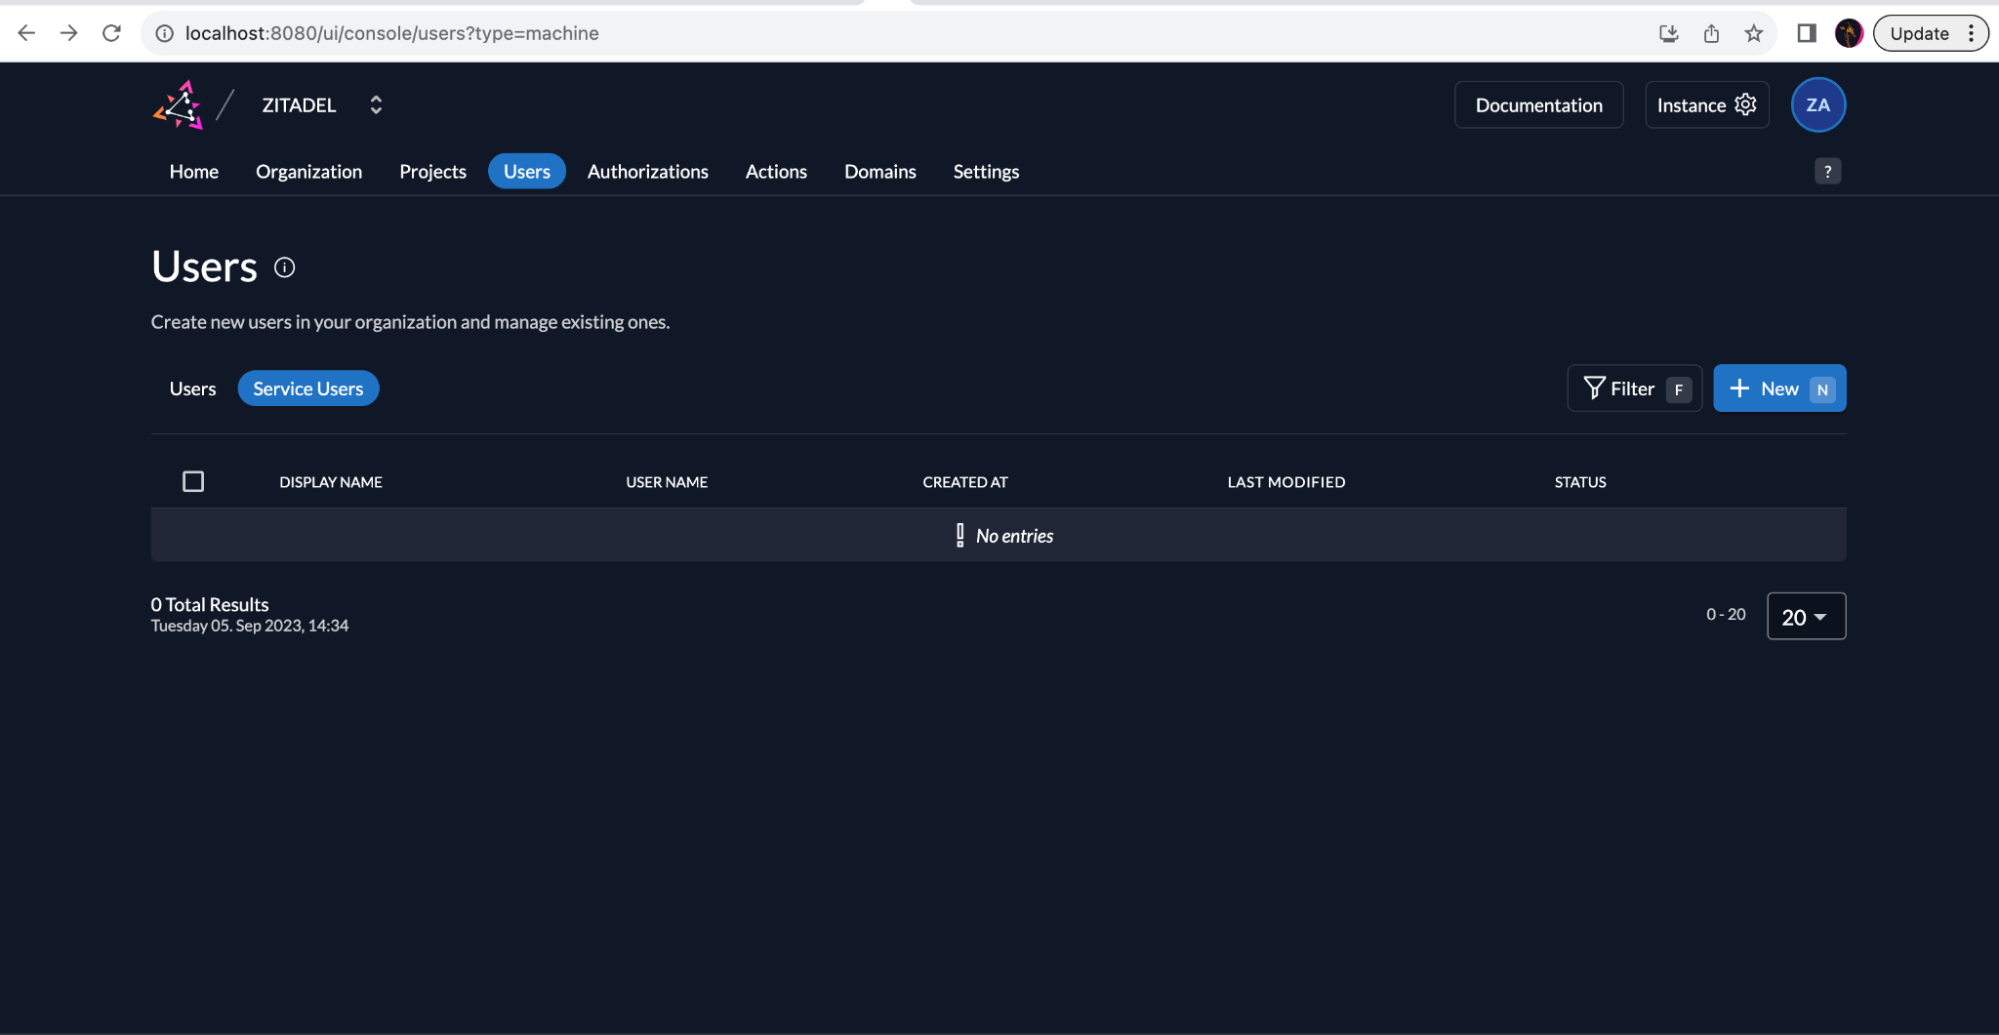 localhost:8080/ui/console/users?type=machine
Update
ZITADEL
Documentation
Instance
ZA
Home
Organization
Projects
Users
Authorizations
Actions
Domains
Settings
?
Users
Create new users in your organization and manage existing ones.
Users
Service Users
Filter F
New N
DISPLAY NAME
USER NAME
CREATED AT
LAST MODIFIED
STATUS
No entries
0 Total Results
Tuesday 05. Sep 2023, 14:34
0 - 20
20